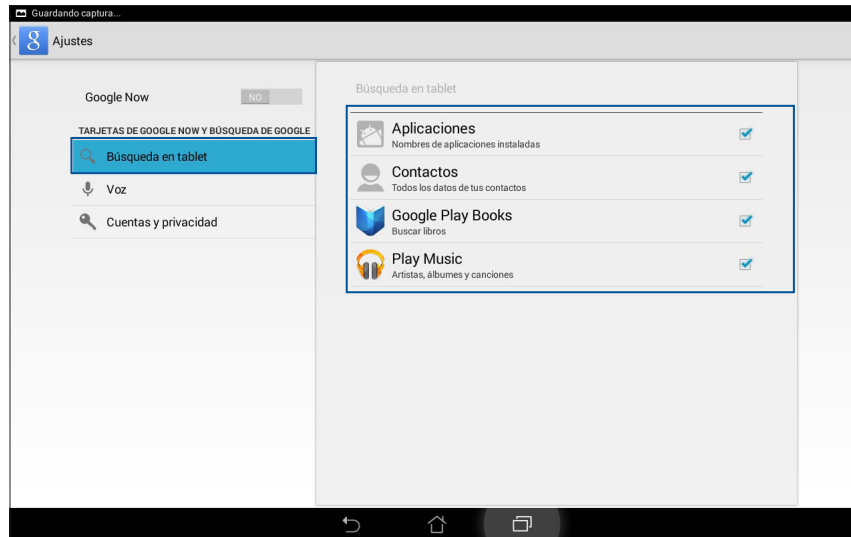 Guardando captura...
Ajustes
Google Now
NO
TARJETAS DE GOOGLE NOW Y BÚSQUEDA DE GOOGLE
Búsqueda en tablet
Voz
Cuentas y privacidad
Búsqueda en tablet
Aplicaciones
Nombres de aplicaciones instaladas
Contactos
Todos los datos de tus contactos
Google Play Books
Buscar libros
Play Music
Artistas, álbumes y canciones